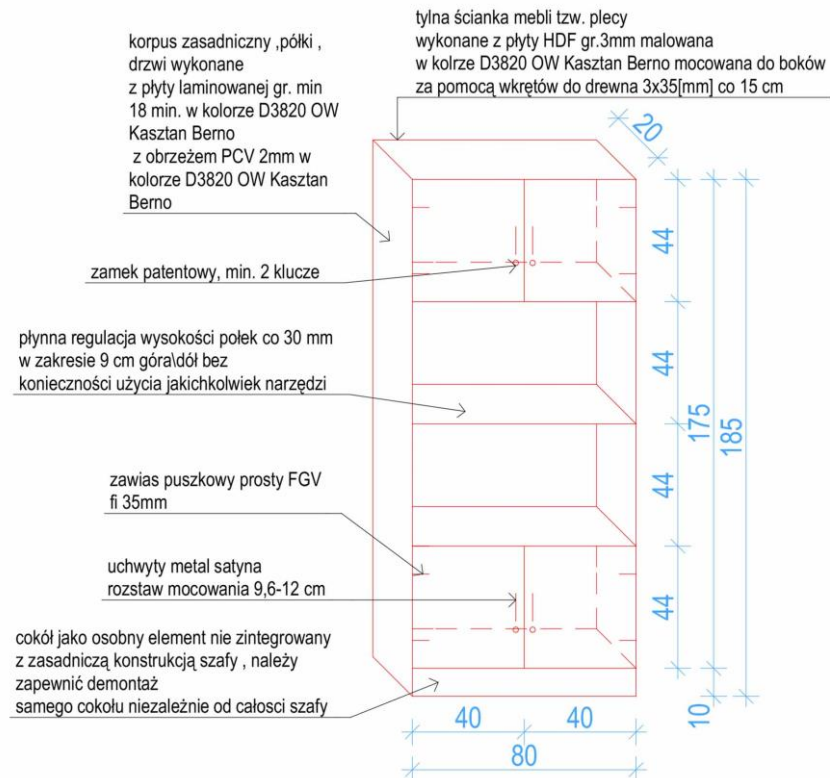 tylna ścianka mebli tzw. plecy
wykonane z płyty HDF gr.3mm malowana
w kolrze D3820 OW Kasztan Berno mocowana do boków
za pomocą wkrętów do drewna 3x35[mm] co 15 cm
korpus zasadniczy ,półki ,
drzwi wykonane
z płyty laminowanej gr. min
18 min. w kolorze D3820 OW
Kasztan Berno
z obrzeżem PCV 2mm w
kolorze D3820 OW Kasztan
Berno
zamek patentowy, min. 2 klucze
płynna regulacja wysokości połek co 30 mm
w zakresie 9 cm góra\dół bez
konieczności użycia jakichkolwiek narzędzi
zawias puszkowy prosty FGV
fi 35mm
uchwyty metal satyna
rozstaw mocowania 9,6-12 cm
cokół jako osobny element nie zintegrowany
z zasadniczą konstrukcją szafy , należy
zapewnić demontaż
samego cokołu niezależnie od całosci szafy
20
44
44
44
44
175
185
10
40
40
80